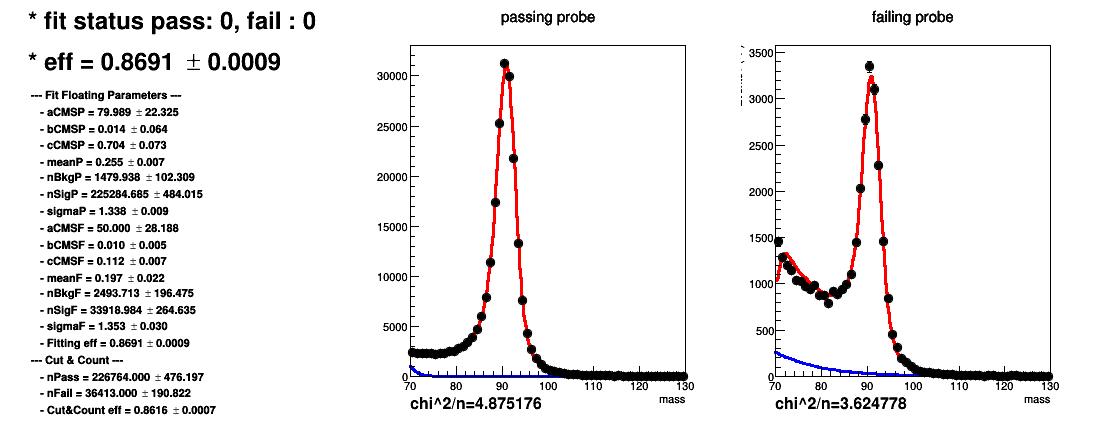 * fit status pass: 0, fail : 0
* eff = 0.8691 ± 0.0009
--- Fit Floating Parameters ---
- aCMSP = 79.989 ± 22.325
- bCMSP = 0.014 ± 0.064
- cCMSP = 0.704 ± 0.073
- meanP = 0.255 ± 0.007
- nBkgP = 1479.938 ± 102.309
- nSigP = 225284.685 ± 484.015
- sigmaP = 1.338 ± 0.009
- aCMSF = 50.000 ± 28.188
- bCMSF = 0.010 ± 0.005
- cCMSF = 0.112 ± 0.007
- meanF = 0.197 ± 0.022
- nBkgF = 2493.713 ± 196.475
- nSigF = 33918.984 ± 264.635
- sigmaF = 1.353 ± 0.030
- Fitting eff = 0.8691 ± 0.0009
--- Cut & Count ---
- nPass = 226764.000 ± 476.197
- nFail = 36413.000 ± 190.822
- Cut&Count eff = 0.8616 ± 0.0007
passing probe
30000
25000
20000
15000
10000
5000
0
70 80 90 100 110 120 130
mass
chi^2/n=4.875176
failing probe
3500
3000
2500
2000
1500
1000
500
0
70 80 90 100 110 120 130
mass
chi^2/n=3.624778